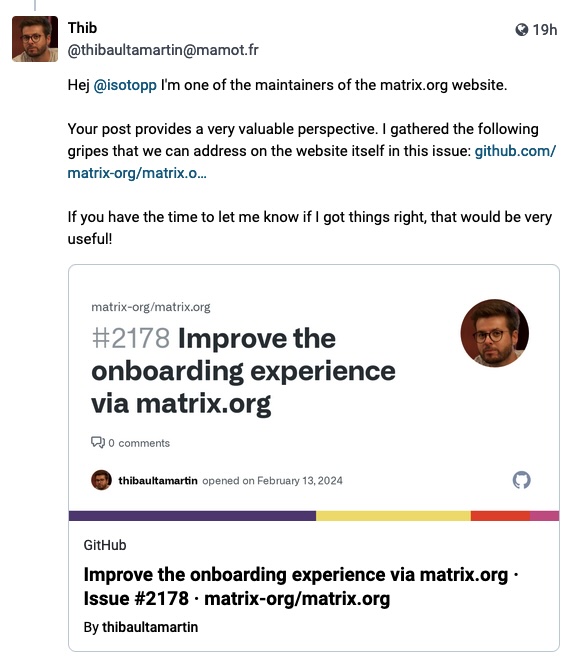 Thib
19h
@thibaultamartin@mamot.fr
Hej @isotopp I'm one of the maintainers of the matrix.org website.
Your post provides a very valuable perspective. I gathered the following
gripes that we can address on the website itself in this issue: github.com/
matrix-org/matrix.o…
If you have the time to let me know if I got things right, that would be very
useful!
matrix-org/matrix.org
#2178 Improve the
onboarding experience
via matrix.org
0 comments
thibaultamartin opened on February 13, 2024
GitHub
Improve the onboarding experience via matrix.org ·
Issue #2178 · matrix-org/matrix.org
By thibaultamartin